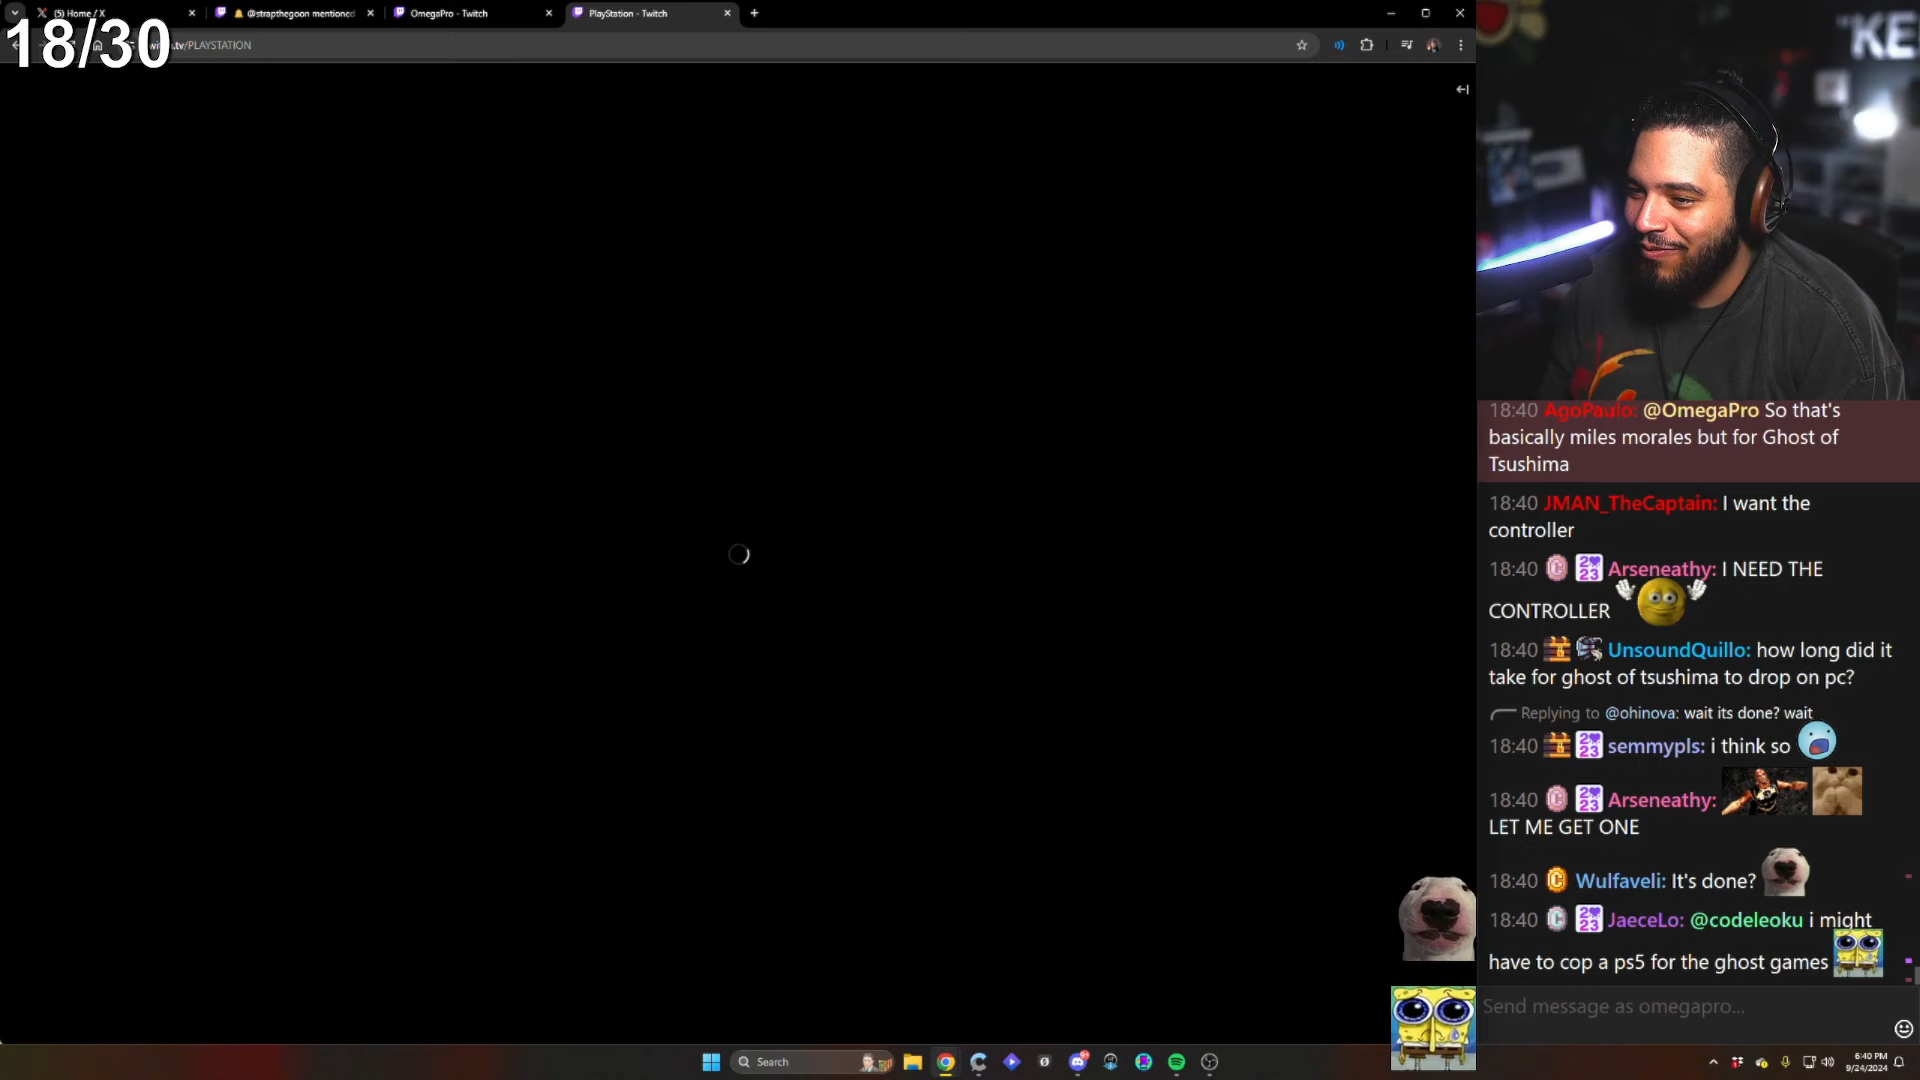 (5) Home / X
@strapthegoon mentioned
OmegaPro - Twitch
PlayStation - Twitch
18/30
.tv/PLAYSTATION
"KE
18:40 AgoPaulo: @OmegaPro So that's
basically miles morales but for Ghost of
Tsushima
18:40 JMAN_TheCaptain: I want the
controller
18:40 Arseneathy: I NEED THE
CONTROLLER
18:40 UnsoundQuillo: how long did it
take for ghost of tsushima to drop on pc?
Replying to @ohinova: wait its done? wait
18:40 semmypls: i think so
18:40 Arseneathy:
LET ME GET ONE
18:40 Wulfaveli: It's done?
18:40 JaeceLo: @codeleoku i might
have to cop a ps5 for the ghost games
Send message as omegapro...
Search
6:40 PM
9/24/2024